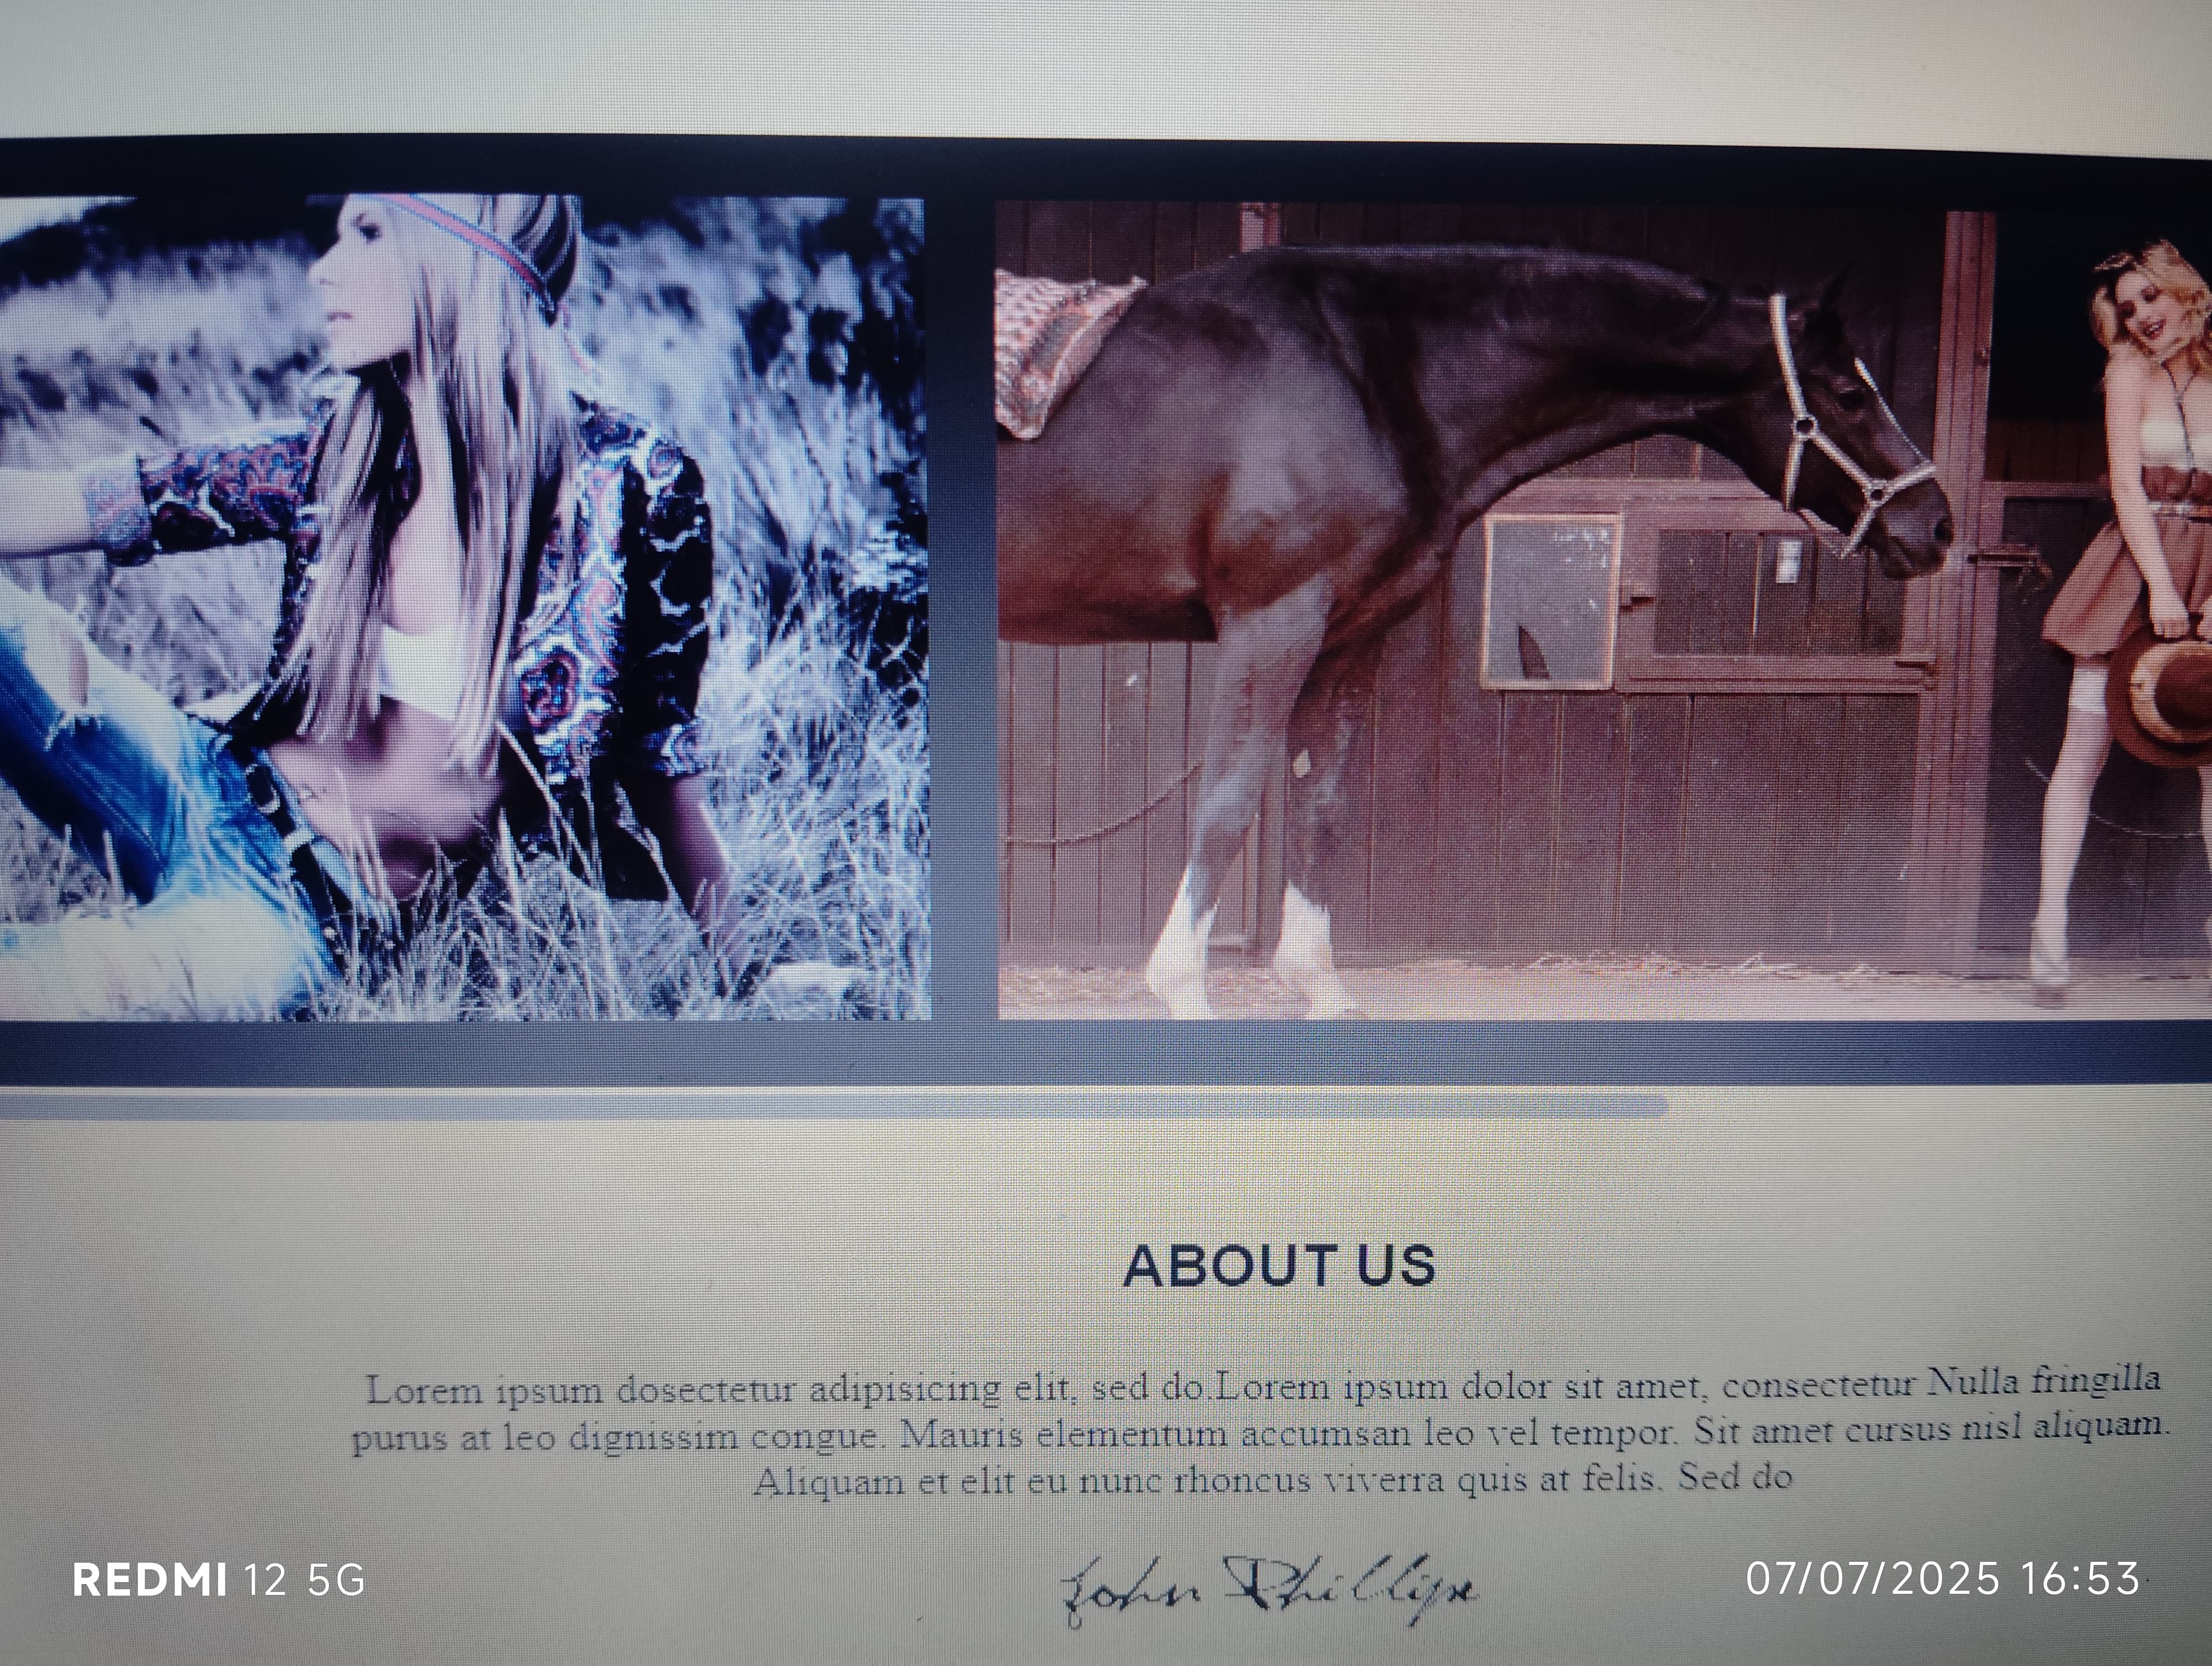 ABOUT US
Lorem ipsum dosectetur adipisicing elit, sed do.Lorem ipsum dolor sit amet, consectetur Nulla fringilla
purus at leo dignissim congue. Mauris elementum accumsan leo vel tempor. Sit amet cursus nisl aliquam.
Aliquam et elit eu nunc rhoncus viverra quis at felis. Sed do
John Phillips
REDMI 12 5G
07/07/2025 16:53